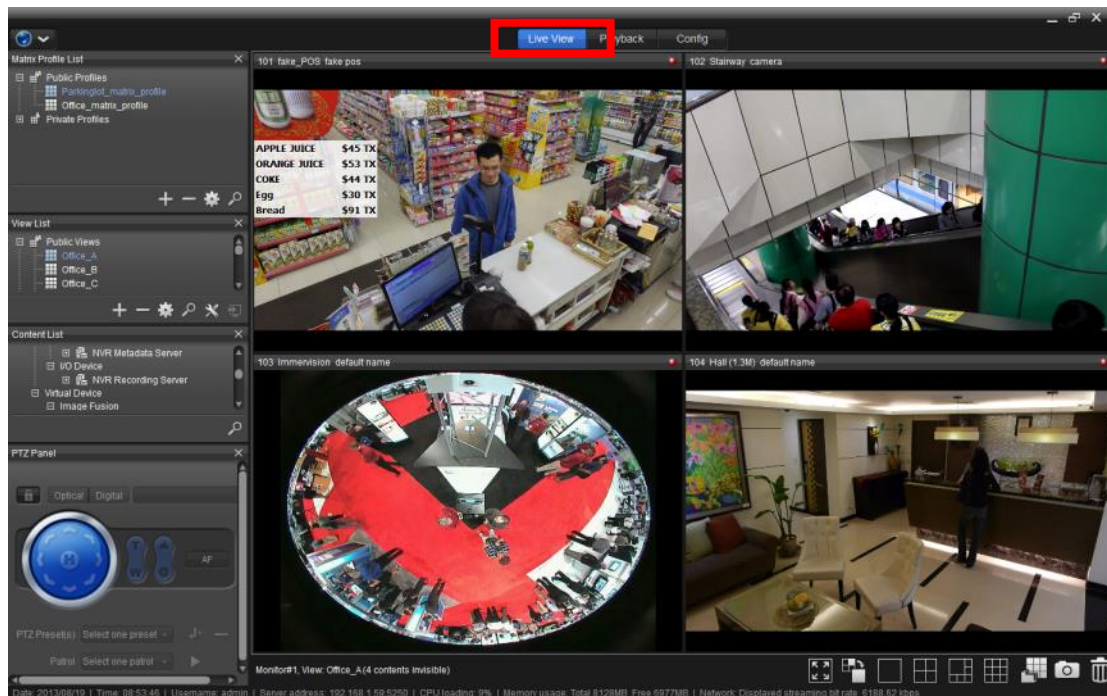 Live View
Playback
Config
Matrix Profile List
Public Profiles
Parkinglot_matrix_profile
Office_matrix_profile
Private Profiles
View List
Public Views
Office_A
Office_B
Office_C
Content List
NVR Metadata Server
I/O Device
NVR Recording Server
Virtual Device
Image Fusion
PTZ Panel
Optical Digital
T
W
AF
PTZ Preset(s) Select one preset
Patrol Select one patrol
101 fake_POS fake pos
APPLE JUICE $45 TX
ORANGE JUICE $53 TX
COKE $44 TX
Egg $30 TX
Bread $91 TX
102 Stairway camera
103 Immervision default name
104 Hall (1.3M) default name
Monitor#1, View: Office_A (4 contents invisible)
Date: 2013/08/19 | Time: 08:53:46 | Username: admin | Server address: 192.168.1.59:5250 | CPU loading: 9% | Memory usage: Total 8128MB, Free 6977MB | Network: Displayed streaming bit rate: 6188.62 kbps